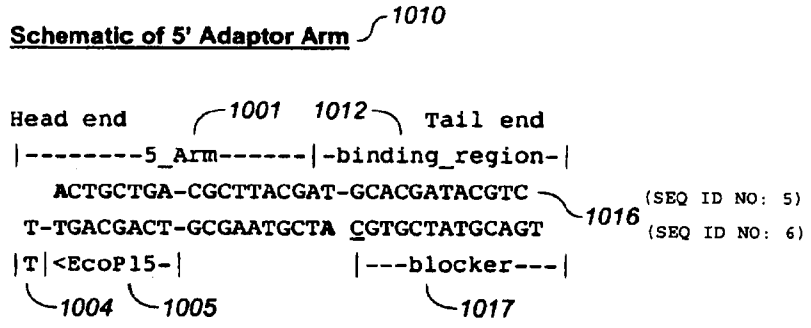 Schematic of 5' Adaptor Arm 1010
Head end 1001 1012 Tail end
|--------5_Arm------|-binding_region-|
ACTGCTGA-CGCTTACGAT-GCACGATACGTC 1016 (SEQ ID NO: 5)
T-TGACGACT-GCGAATGCTA CGTGCTATGCAGT (SEQ ID NO: 6)
|T|<EcoP15-| |---blocker---|
1004 1005 1017